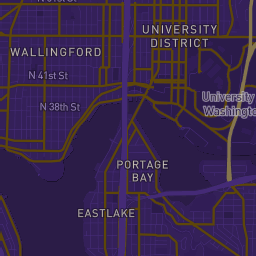 UNIVERSITY
DISTRICT
WALLINGFORD
N 41st St
N 38th St
University
Washington
PORTAGE
BAY
EASTLAKE